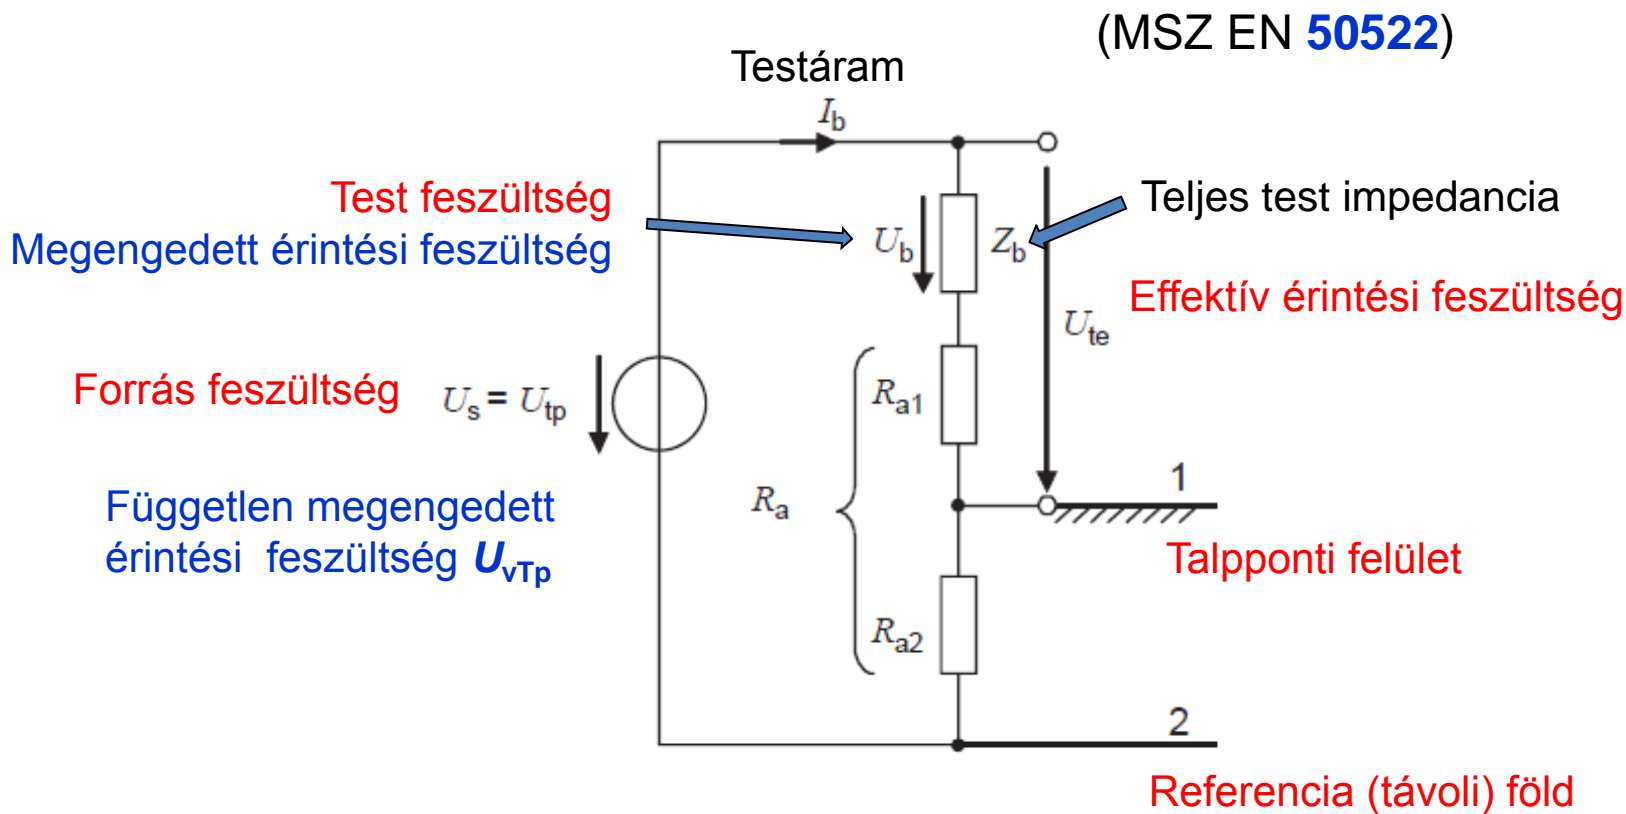 (MSZ EN 50522)
Testáram
I_b
Test feszültség
Megengedett érintési feszültség
U_b
Z_b
Teljes test impedancia
Effektív érintési feszültség
U_te
Forrás feszültség
U_s = U_tp
R_a1
Független megengedett
érintési feszültség U_vTp
R_a
1
Talpponti felület
R_a2
2
Referencia (távoli) föld